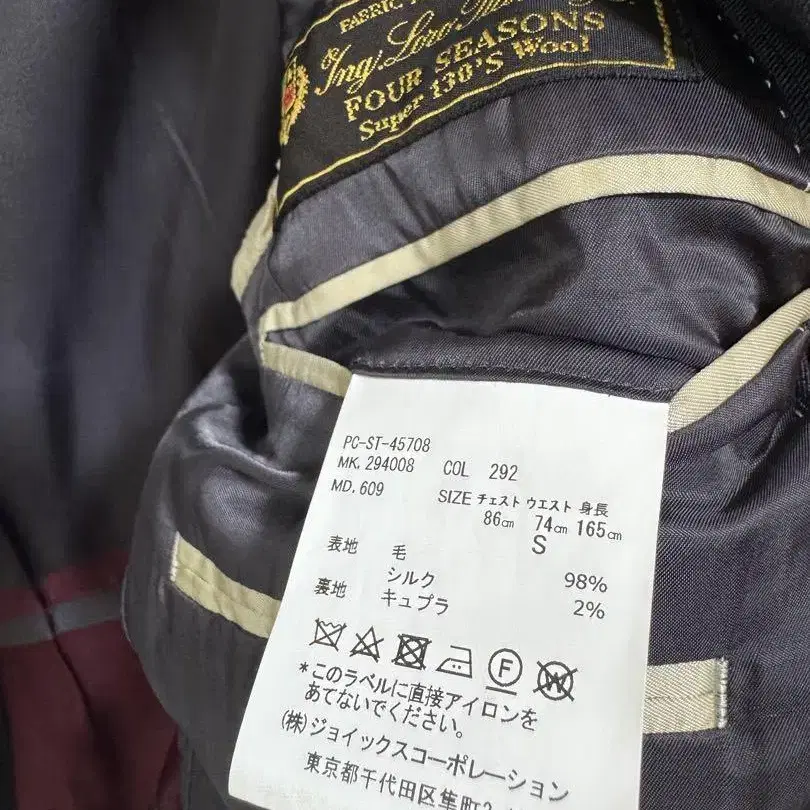 FABRIC
Ing. Loro
FOUR SEASONS
Super 130'S Wool
PC-ST-45708
MK. 294008 COL 292
MD. 609 SIZE チェスト ウエスト 身長
86cm 74cm 165cm
S
表地 毛 98%
シルク 2%
裏地 キュプラ
F
W
*このラベルに直接アイロンを
あてないでください。
(株)ジョイックスコーポレーション
東京都千代田区隼町2